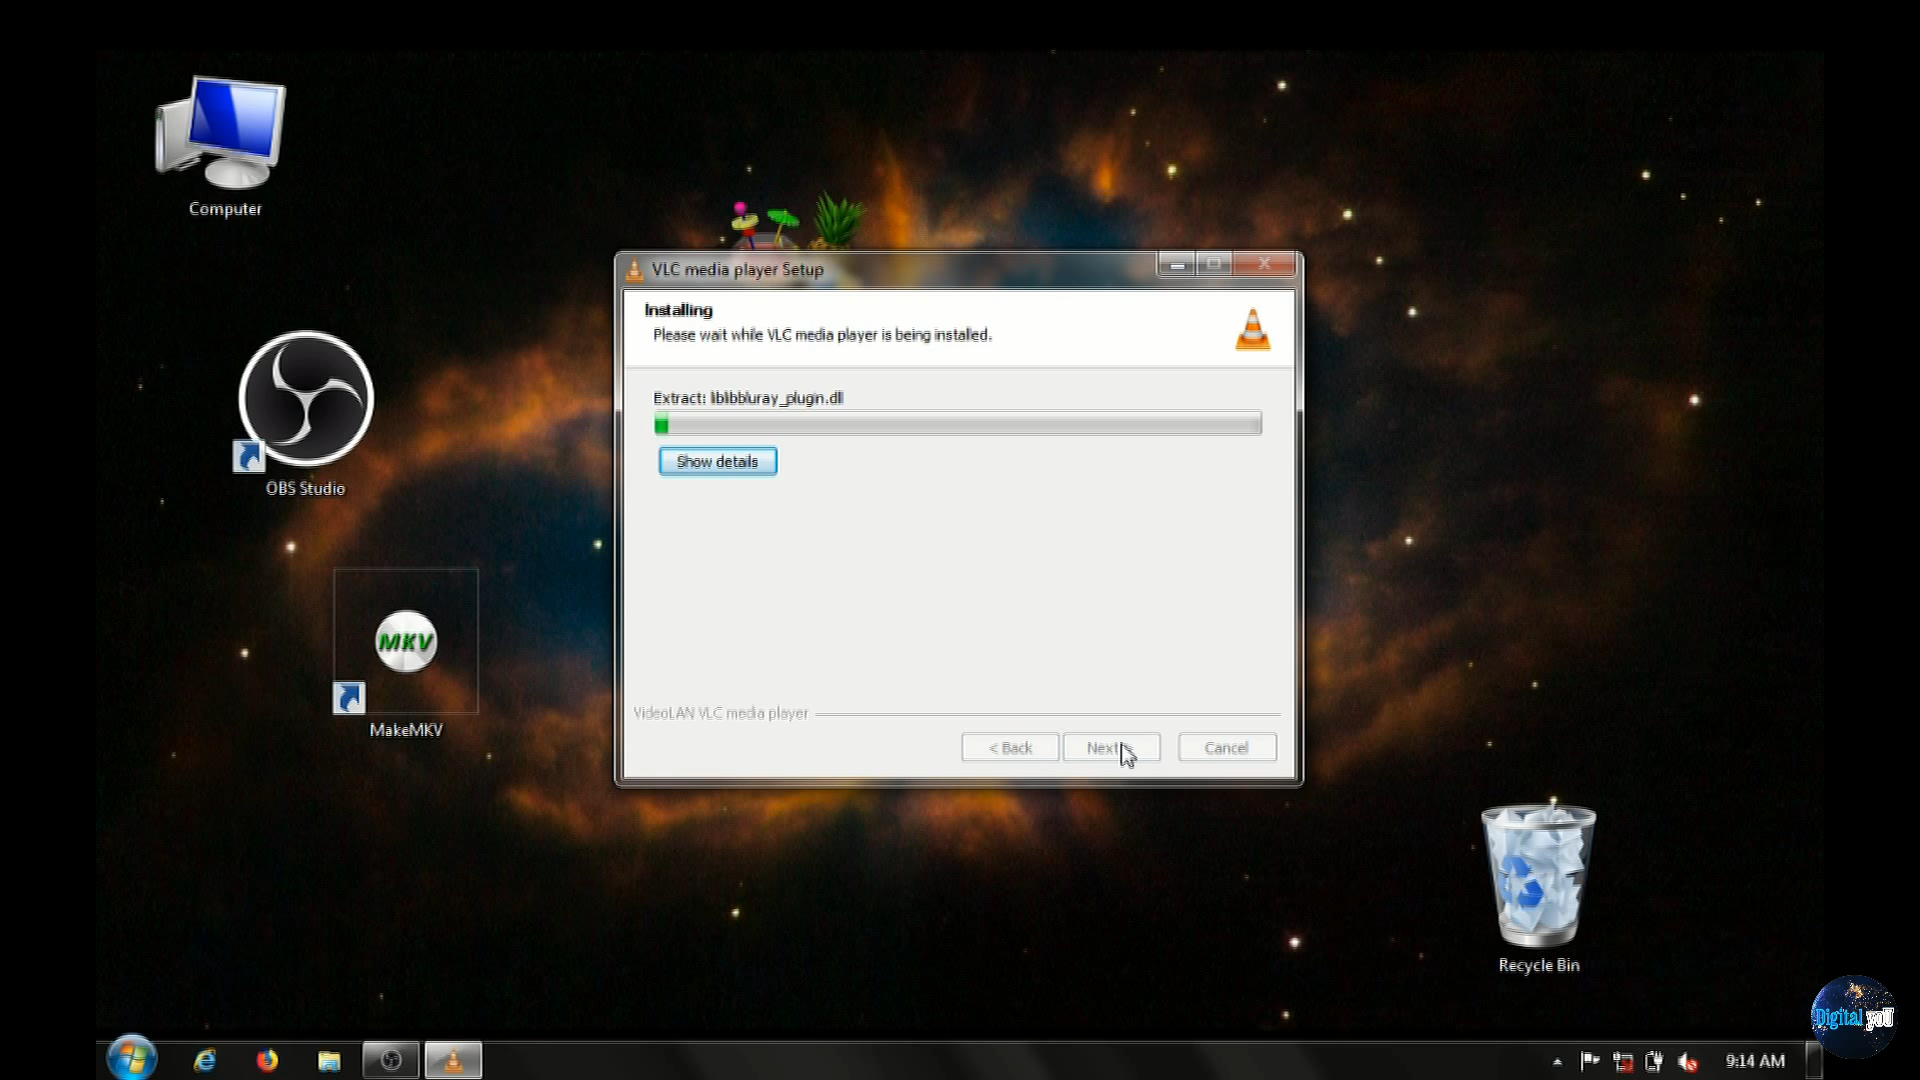 Computer
OBS Studio
MKV
MakeMKV
VLC media player Setup
Installing
Please wait while VLC media player is being installed.
Extract: liblibbluray_plugin.dll
Show details
VideoLAN VLC media player
< Back
Next >
Cancel
Recycle Bin
Digital yoU
9:14 AM